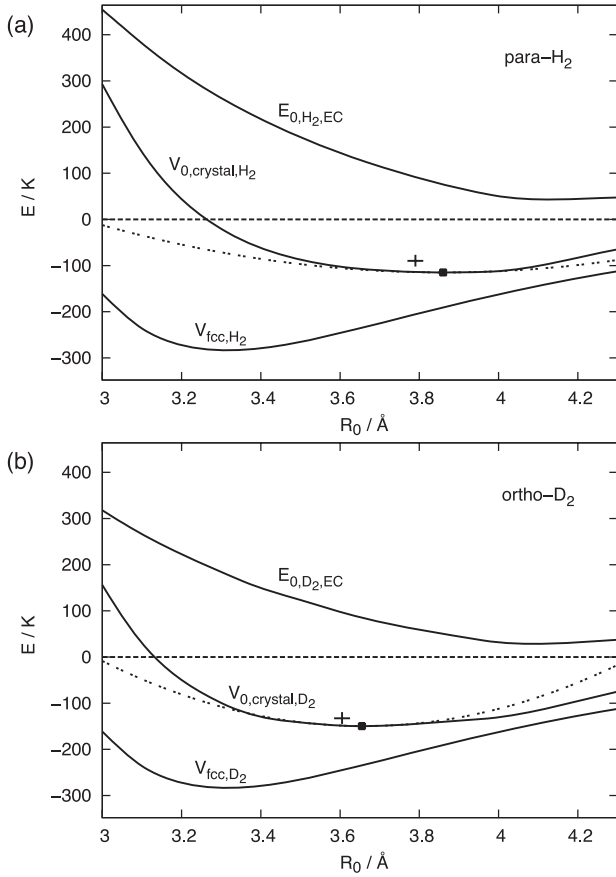 (a)
400
300
200
100
0
−100
−200
−300
E / K
para−H2
E0,H2,EC
V0,crystal,H2
Vfcc,H2
3
3.2
3.4
3.6
3.8
4
4.2
R0 / Å
(b)
400
300
200
100
0
−100
−200
−300
E / K
ortho−D2
E0,D2,EC
V0,crystal,D2
Vfcc,D2
3
3.2
3.4
3.6
3.8
4
4.2
R0 / Å